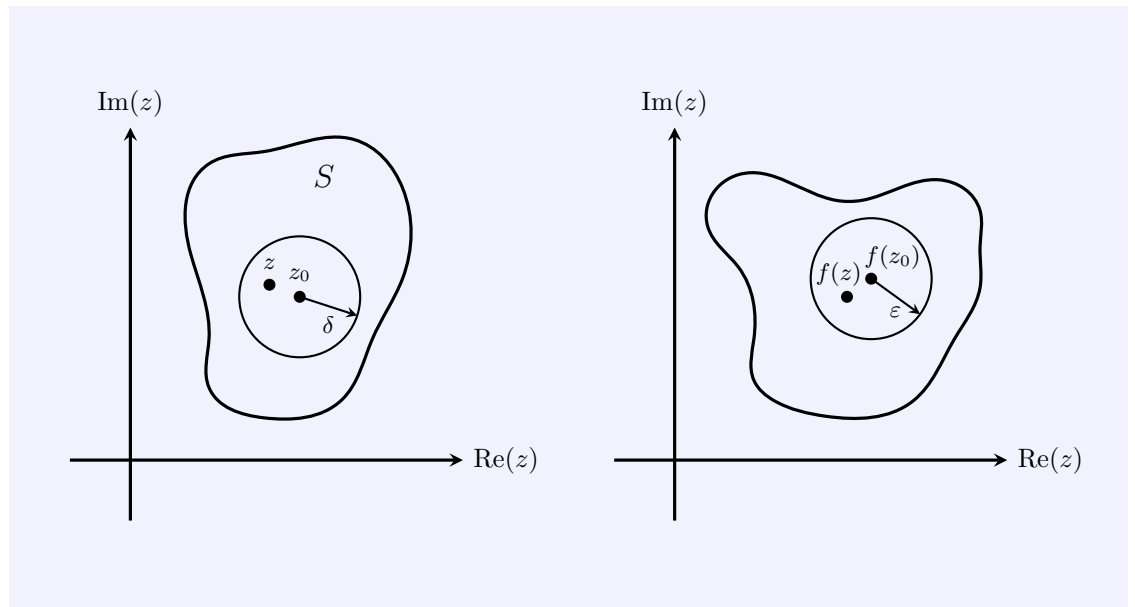 Im(z)
S
z
z₀
δ
Re(z)
Im(z)
f(z₀)
f(z)
ε
Re(z)